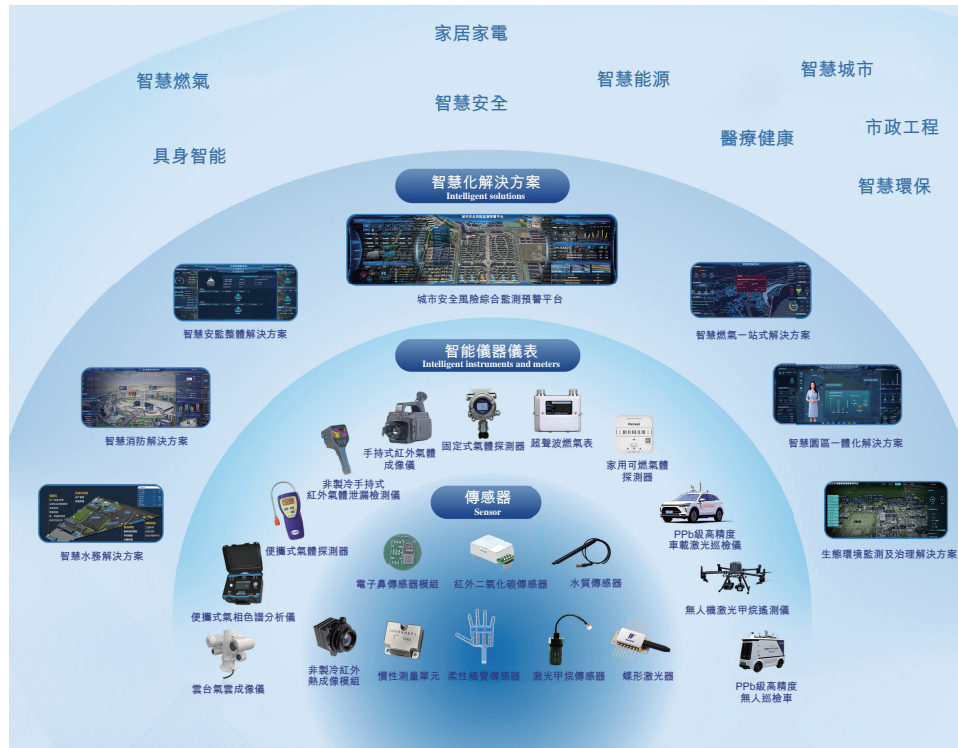 家居家電
智慧燃氣
智慧能源
智慧城市
智慧安全
醫療健康
市政工程
具身智能
智慧環保
智慧化解決方案
Intelligent solutions
城市安全風險綜合監測預警平台
城市安全風險綜合監測預警平台
智慧安監整體解決方案
智慧燃氣一站式解決方案
智能儀器儀表
Intelligent instruments and meters
智慧消防解決方案
智慧園區一體化解決方案
手持式紅外氣體
成像儀
固定式氣體探測器
超聲波燃氣表
家用可燃氣體
探測器
非製冷手持式
紅外氣體泄漏檢測儀
傳感器
Sensor
智慧水務解決方案
便攜式氣體探測器
PPb級高精度
車載激光巡檢儀
生態環境監測及治理解決方案
電子鼻傳感器模組
紅外二氧化碳傳感器
水質傳感器
便攜式氣相色譜分析儀
無人機激光甲烷遙測儀
雲台氣雲成像儀
非製冷紅外
熱成像模組
慣性測量單元
柔性觸覺傳感器
激光甲烷傳感器
蝶形激光器
PPb級高精度
無人巡檢車